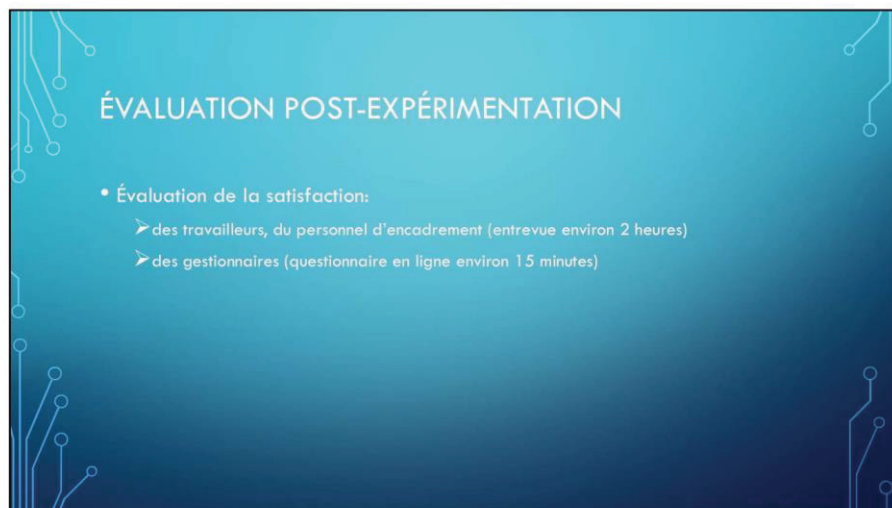 ÉVALUATION POST-EXPÉRIMENTATION
• Évaluation de la satisfaction:
➢des travailleurs, du personnel d'encadrement (entrevue environ 2 heures)
➢des gestionnaires (questionnaire en ligne environ 15 minutes)